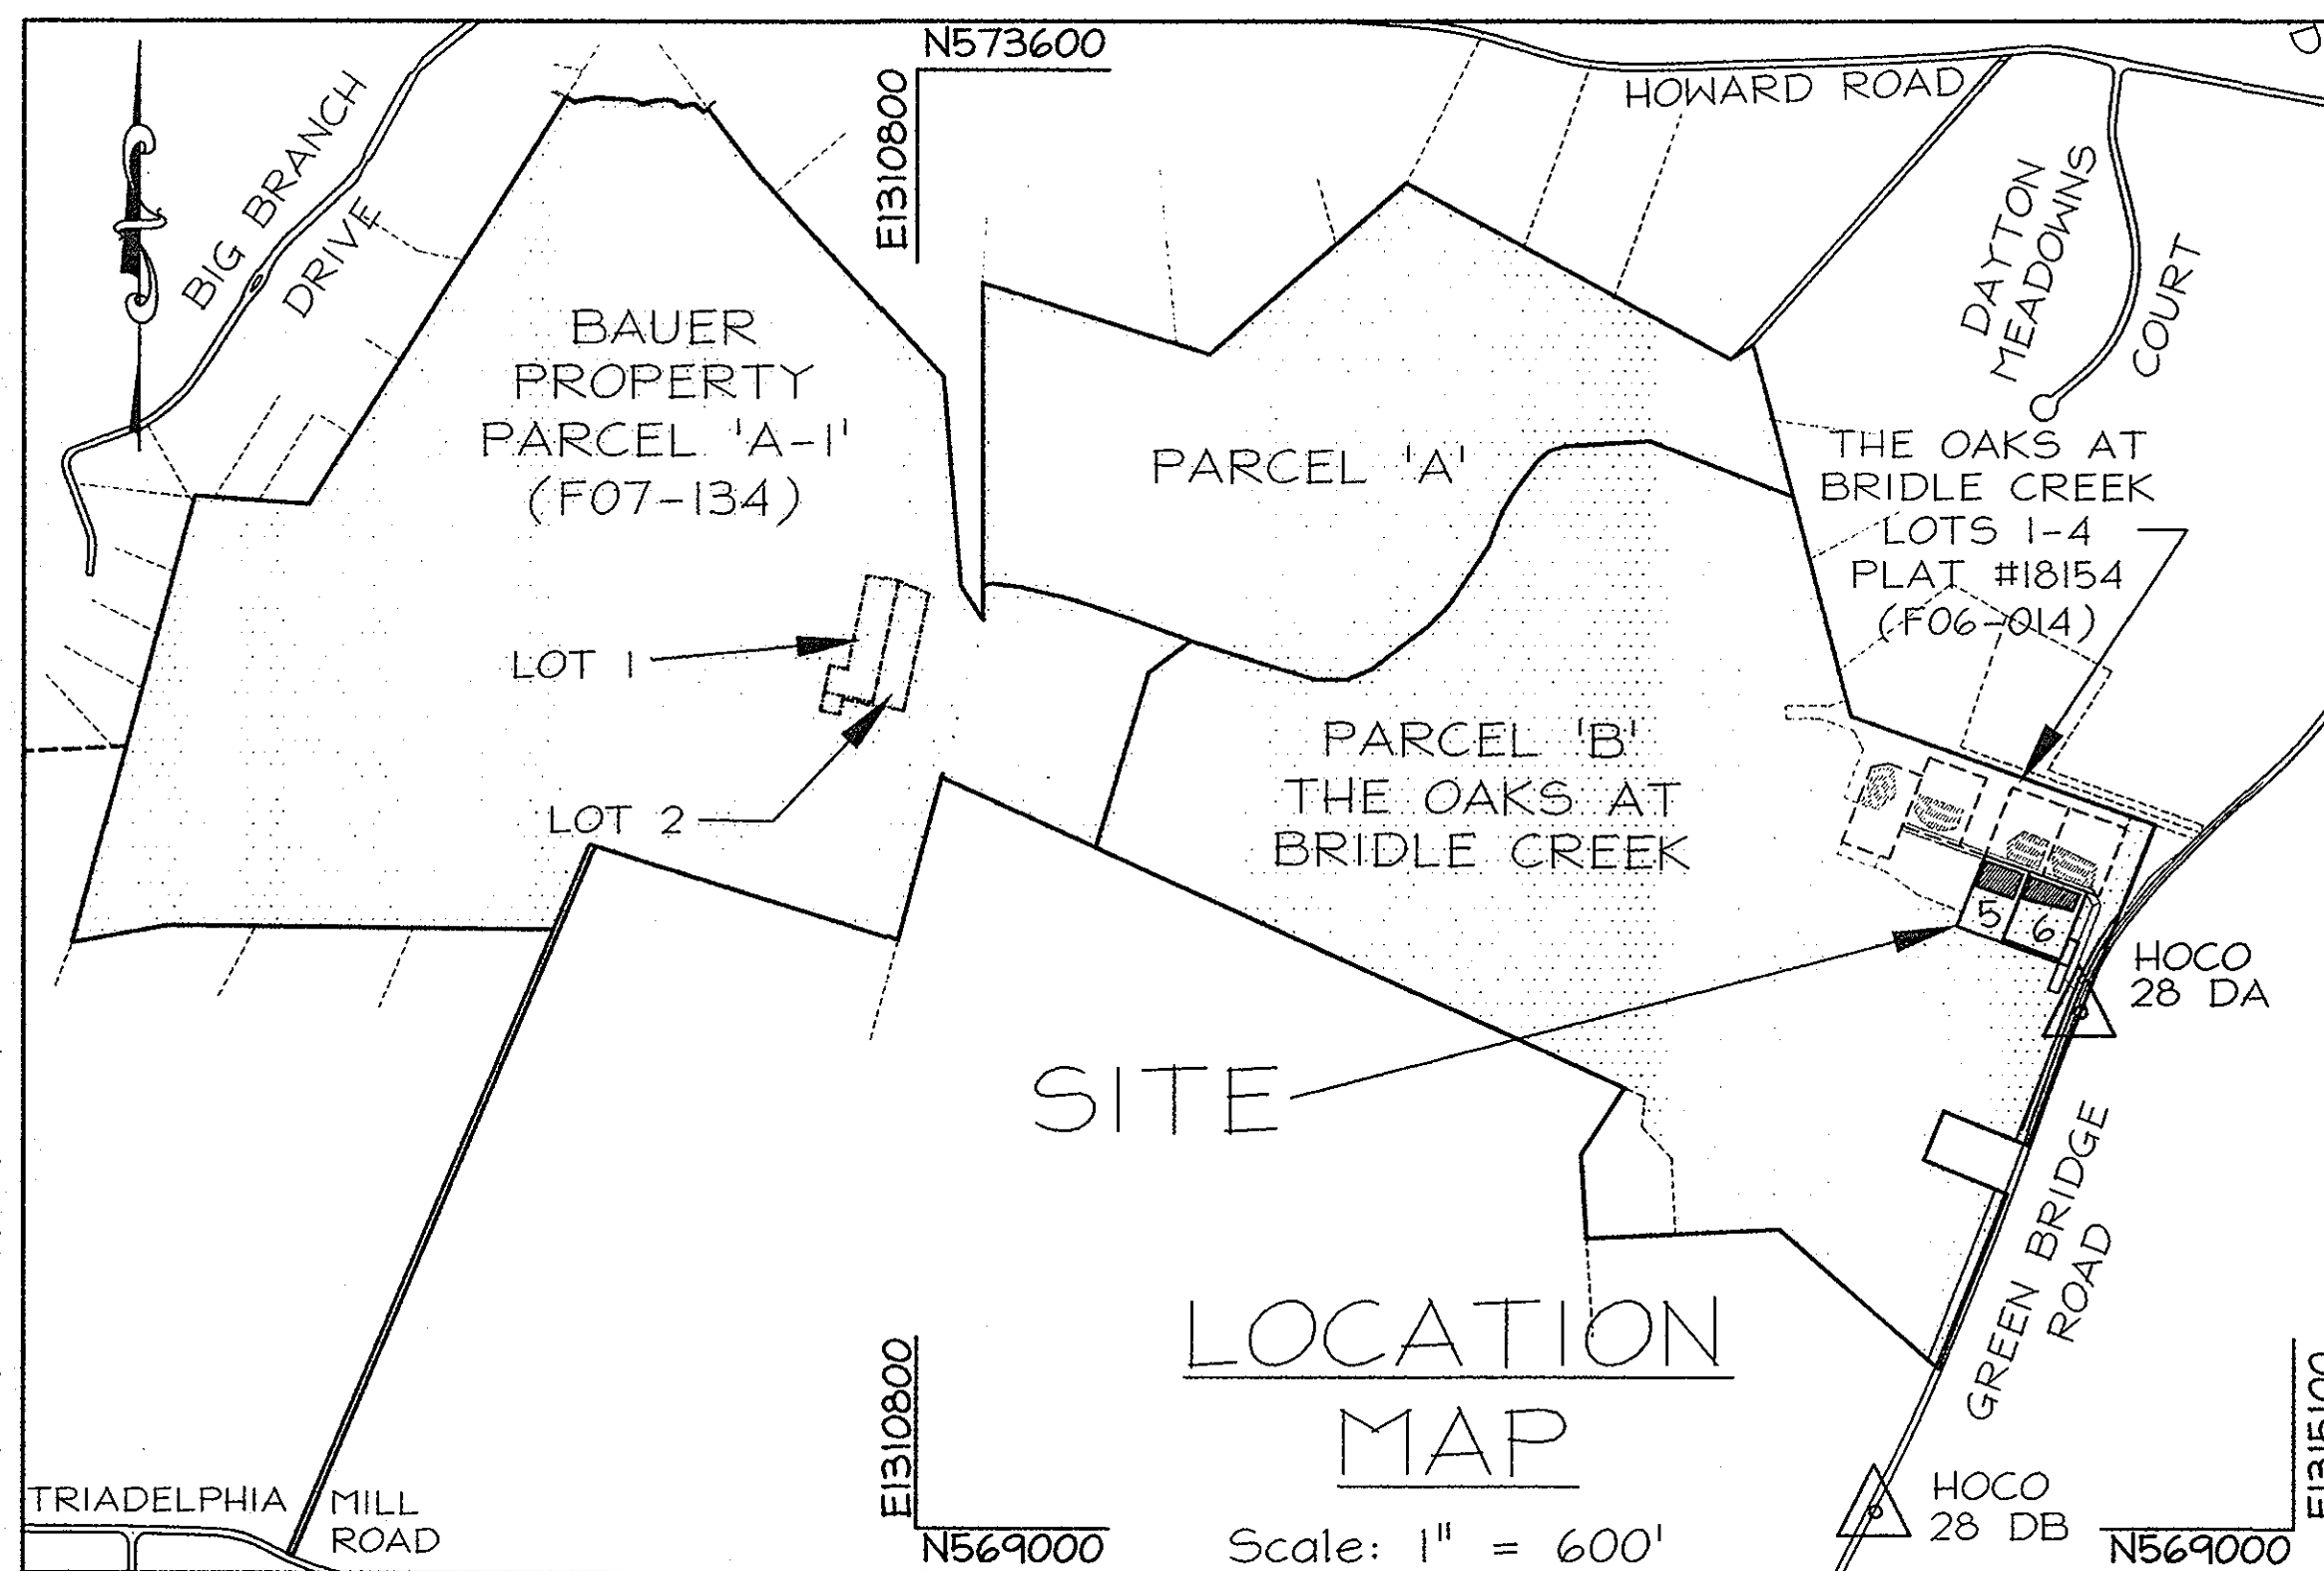 N573600
E1310800
HOWARD ROAD
BIG BRANCH
DRIVE
DAYTON
MEADOWNS
COURT
BAUER
PROPERTY
PARCEL 'A-1'
(F07-134)
PARCEL 'A'
THE OAKS AT
BRIDLE CREEK
LOTS 1-4
PLAT #18154
(F06-014)
LOT 1
LOT 2
PARCEL 'B'
THE OAKS AT
BRIDLE CREEK
5
6
HOCO
28 DA
SITE
GREEN BRIDGE
ROAD
LOCATION
MAP
Scale: 1" = 600'
E1310800
N569000
TRIADELPHIA MILL
ROAD
HOCO
28 DB
E1315100
N569000